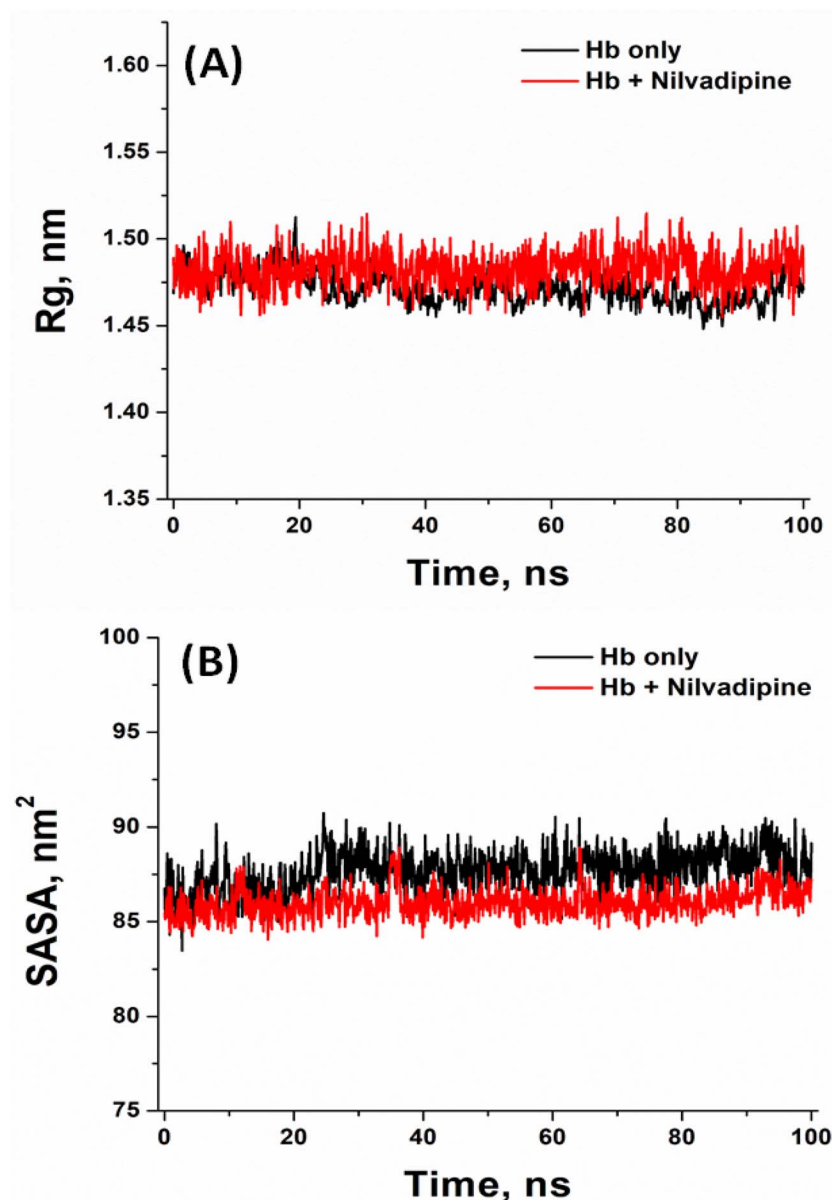 (A)
Hb only
Hb + Nilvadipine
1.60
1.55
1.50
1.45
1.40
1.35
Rg, nm
0
20
40
60
80
100
Time, ns
(B)
Hb only
Hb + Nilvadipine
100
95
90
85
80
75
SASA, nm²
0
20
40
60
80
100
Time, ns